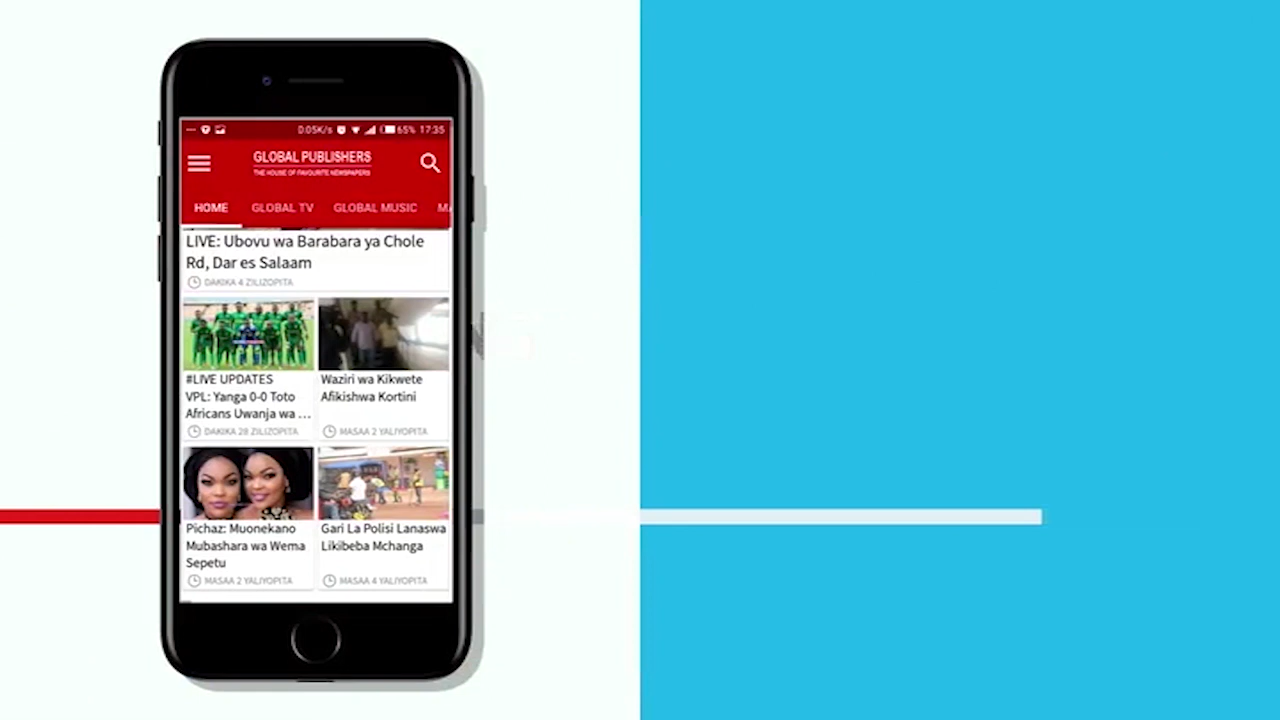 0.05K/s 65% 17:35
GLOBAL PUBLISHERS
THE HOUSE OF FAVOURITE NEWSPAPERS
HOME GLOBAL TV GLOBAL MUSIC
LIVE: Ubovu wa Barabara ya Chole
Rd, Dar es Salaam
DAKIKA 4 ZILIZOPITA
#LIVE UPDATES
VPL: Yanga 0-0 Toto
Africans Uwanja wa ...
DAKIKA 28 ZILIZOPITA
Waziri wa Kikwete
Afikishwa Kortini
MASAA 2 YALIYOPITA
Pichaz: Muonekano
Mubashara wa Wema
Sepetu
MASAA 2 YALIYOPITA
Gari La Polisi Lanaswa
Likibeba Mchanga
MASAA 4 YALIYOPITA